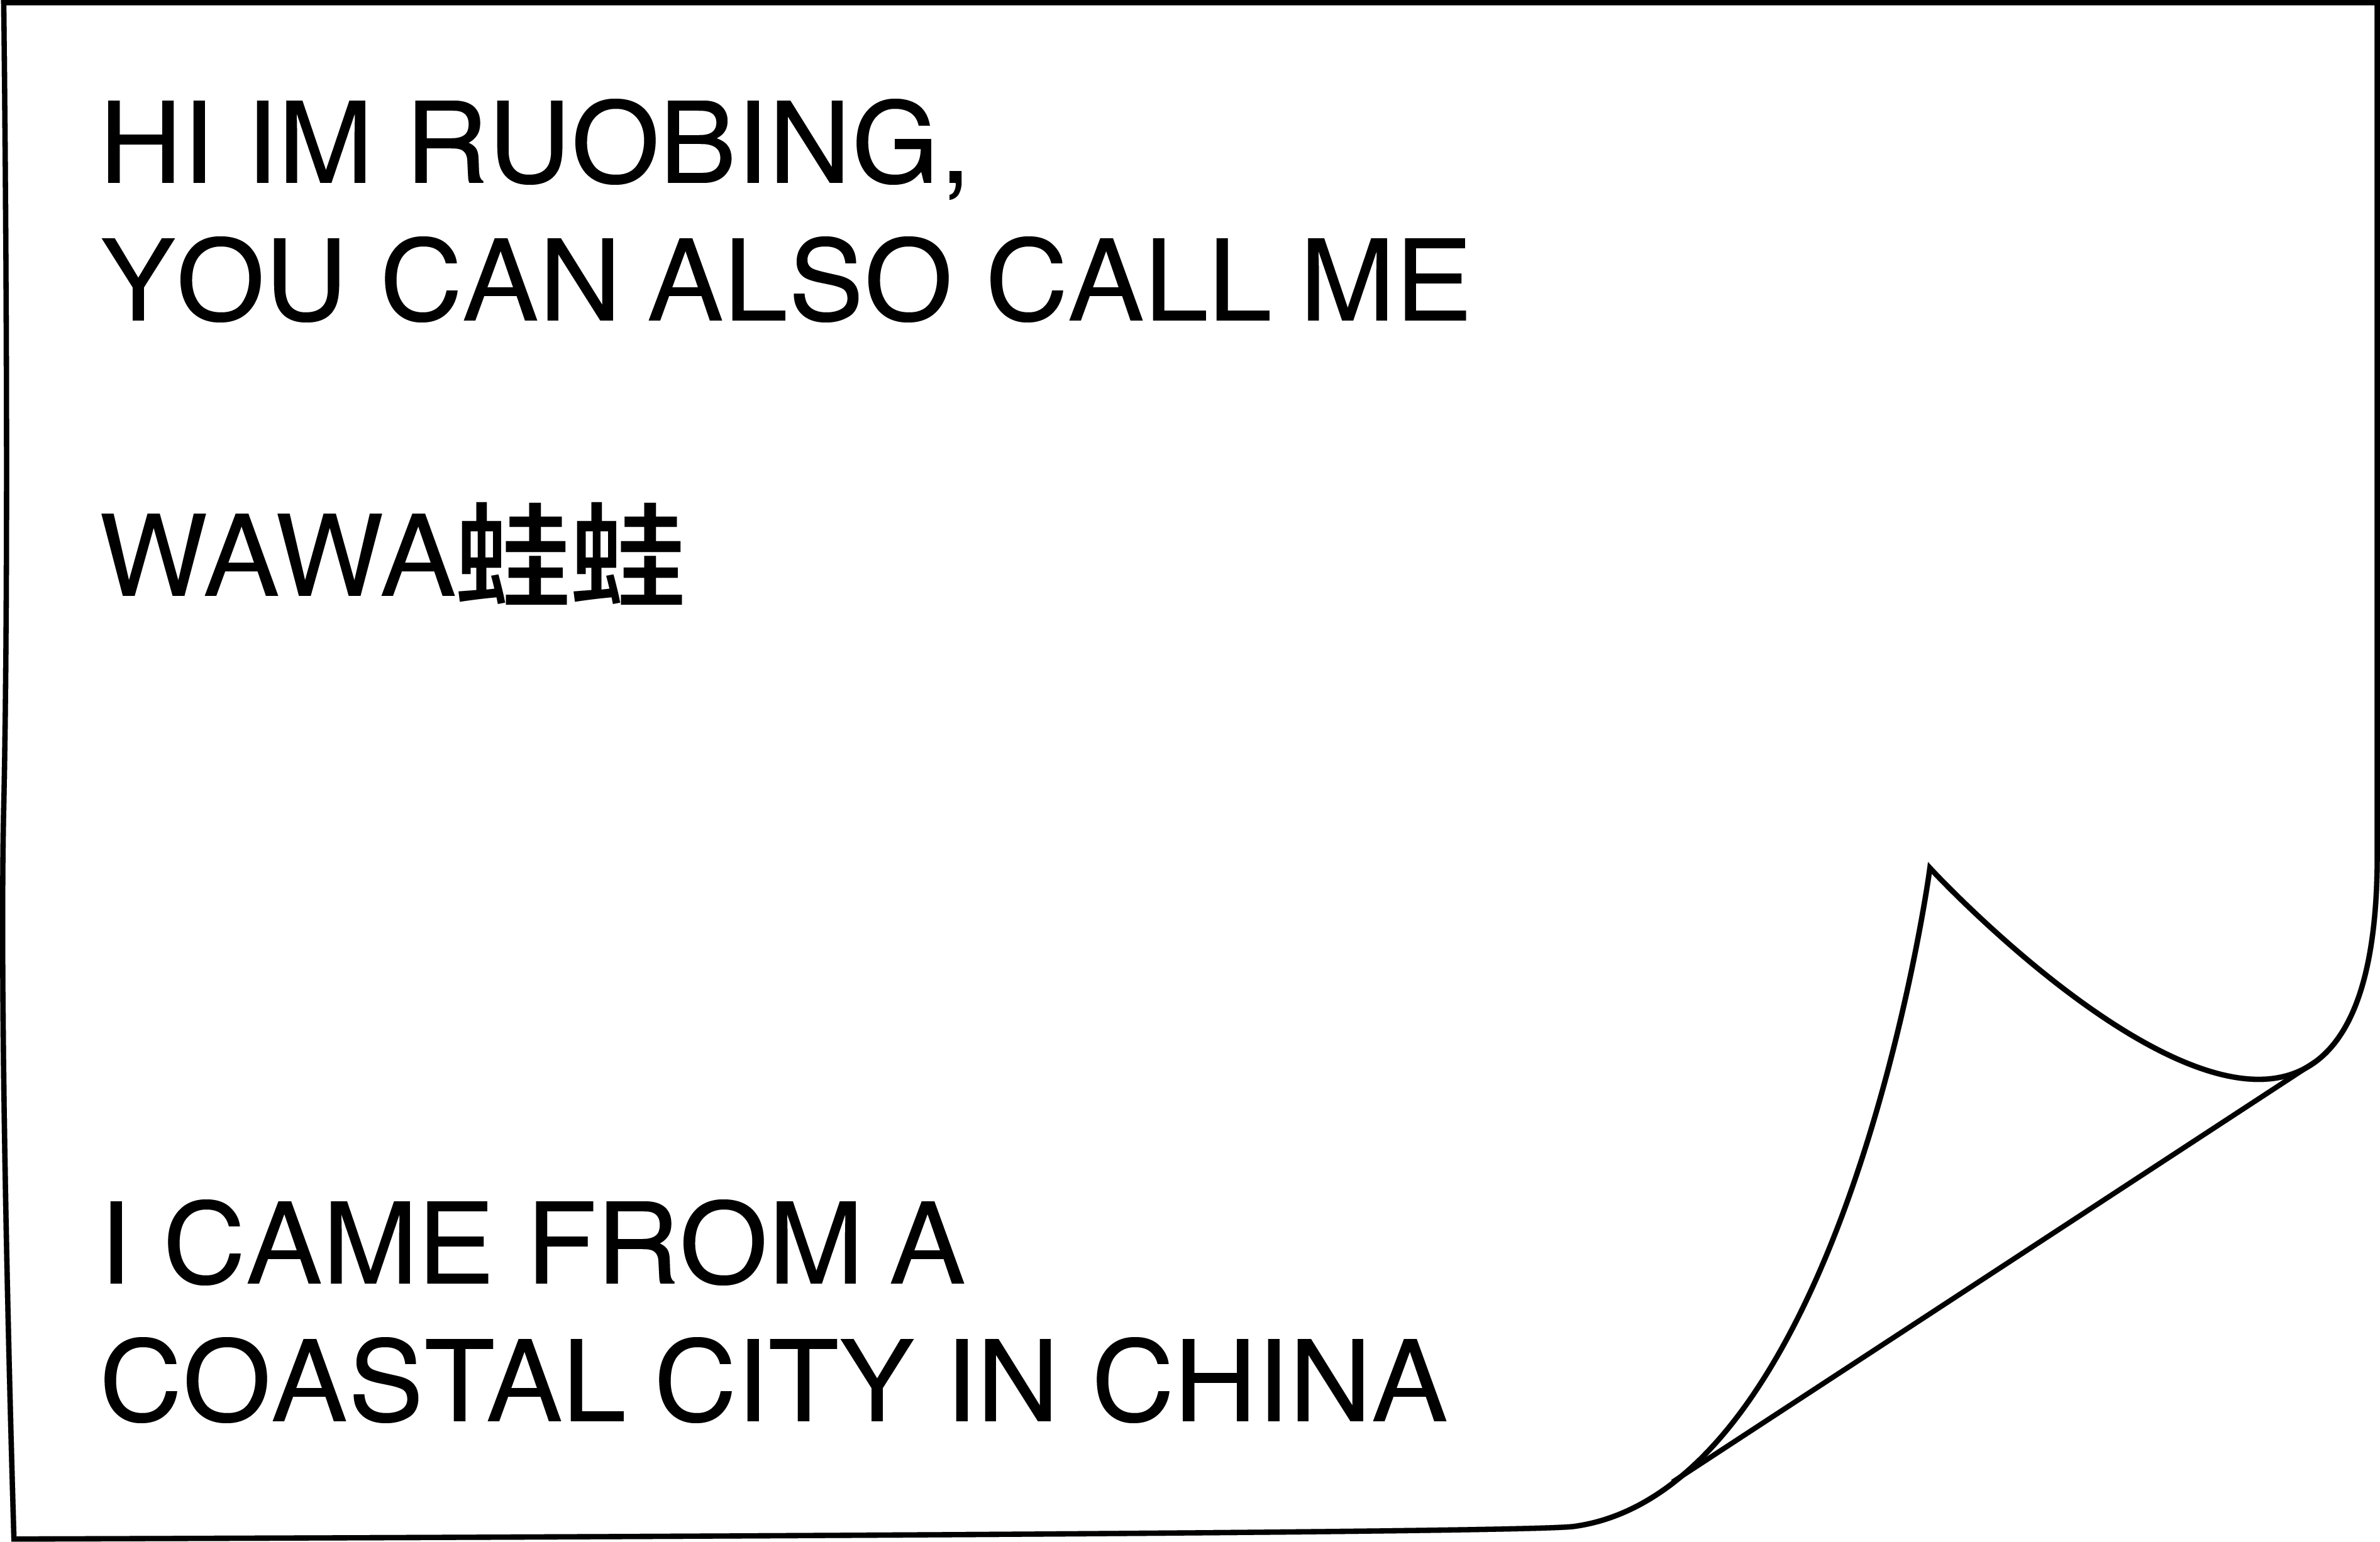 HI IM RUOBING,
YOU CAN ALSO CALL ME
WAWA蛙蛙
I CAME FROM A
COASTAL CITY IN CHINA